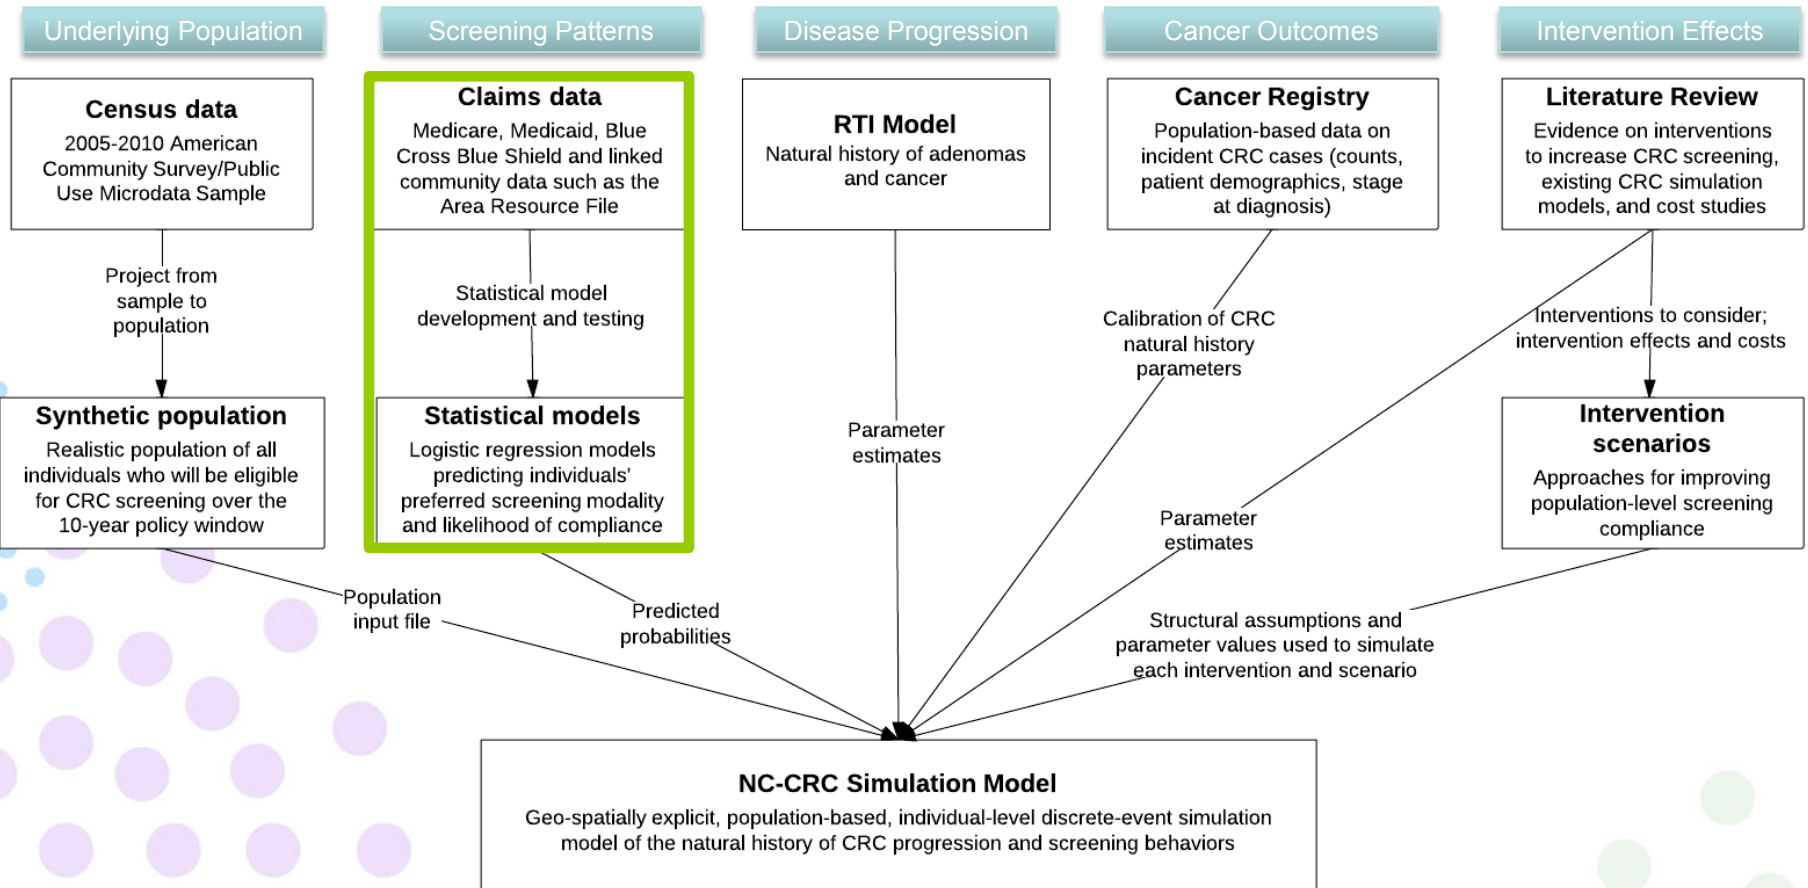 Underlying Population
Screening Patterns
Disease Progression
Cancer Outcomes
Intervention Effects
Census data
2005-2010 American
Community Survey/Public
Use Microdata Sample
Claims data
Medicare, Medicaid, Blue
Cross Blue Shield and linked
community data such as the
Area Resource File
RTI Model
Natural history of adenomas
and cancer
Cancer Registry
Population-based data on
incident CRC cases (counts,
patient demographics, stage
at diagnosis)
Literature Review
Evidence on interventions
to increase CRC screening,
existing CRC simulation
models, and cost studies
Project from
sample to
population
Statistical model
development and testing
Calibration of CRC
natural history
parameters
Interventions to consider;
intervention effects and costs
Synthetic population
Realistic population of all
individuals who will be eligible
for CRC screening over the
10-year policy window
Statistical models
Logistic regression models
predicting individuals'
preferred screening modality
and likelihood of compliance
Parameter
estimates
Parameter
estimates
Intervention
scenarios
Approaches for improving
population-level screening
compliance
Population
input file
Predicted
probabilities
Structural assumptions and
parameter values used to simulate
each intervention and scenario
NC-CRC Simulation Model
Geo-spatially explicit, population-based, individual-level discrete-event simulation
model of the natural history of CRC progression and screening behaviors